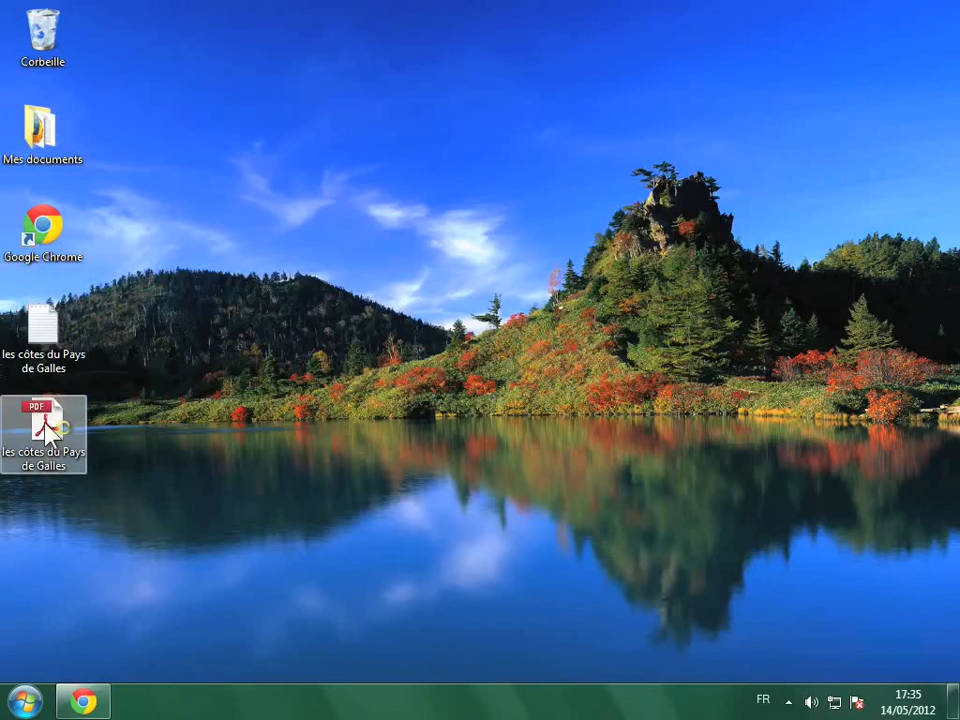 Corbeille
Mes documents
Google Chrome
les côtes du Pays
de Galles
PDF
les côtes du Pays
de Galles
FR
17:35
14/05/2012